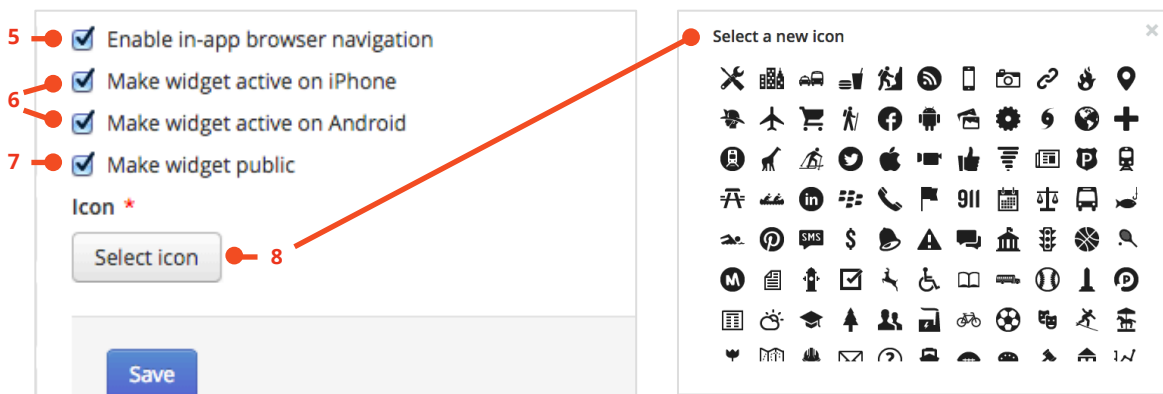 5
Enable in-app browser navigation
6
Make widget active on iPhone
Make widget active on Android
7
Make widget public
Icon *
Select icon
8
Save
Select a new icon
×
911
SMS
$
P
M
P
?